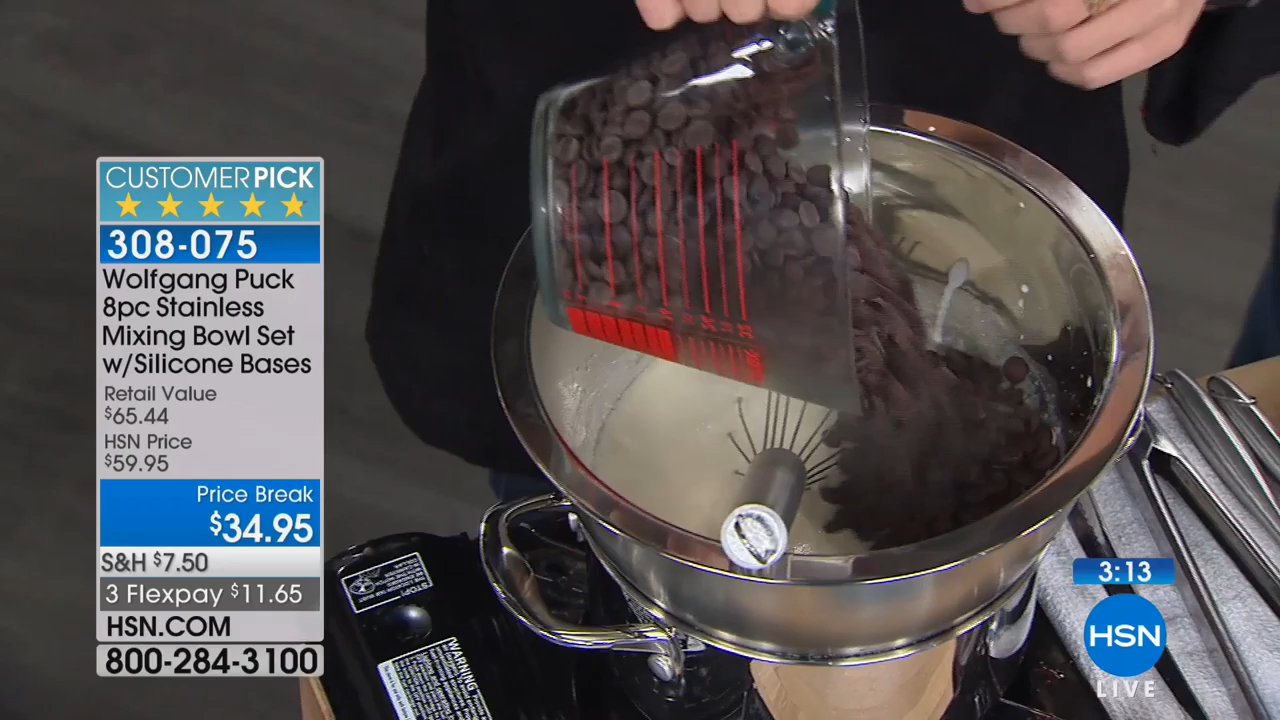 CUSTOMER PICK
308-075
Wolfgang Puck
8pc Stainless
Mixing Bowl Set
w/Silicone Bases
Retail Value
$65.44
HSN Price
$59.95
Price Break
$34.95
S&H $7.50
3 Flexpay $11.65
HSN.COM
800-284-3100
STOP!
WARNING
3:13
HSN
LIVE